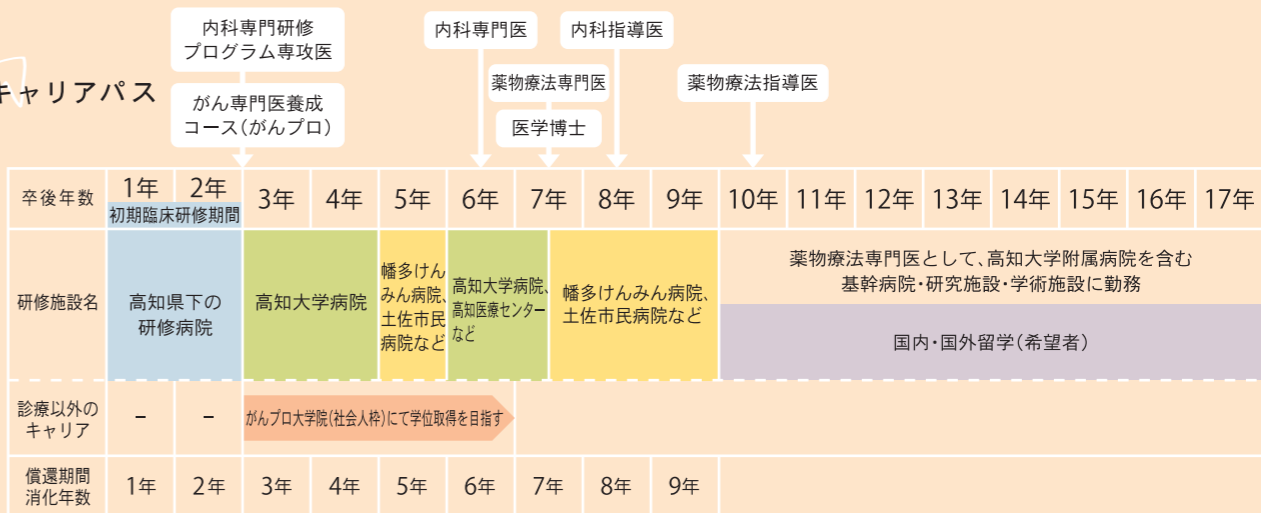 キャリアパス
内科専門研修
プログラム専攻医
がん専門医養成
コース(がんプロ)
内科専門医
内科指導医
薬物療法専門医
医学博士
薬物療法指導医
卒後年数
1年 2年 3年 4年 5年 6年 7年 8年 9年 10年 11年 12年 13年 14年 15年 16年 17年
初期臨床研修期間
研修施設名
高知県下の
研修病院
高知大学病院
幡多けん
みん病院、
土佐市民
病院など
高知大学病院、
高知医療センター
など
幡多けんみん病院、
土佐市民病院など
薬物療法専門医として、高知大学附属病院を含む
基幹病院・研究施設・学術施設に勤務
国内・国外留学(希望者)
診療以外の
キャリア
– –
がんプロ大学院(社会人枠)にて学位取得を目指す
償還期間
消化年数
1年 2年 3年 4年 5年 6年 7年 8年 9年